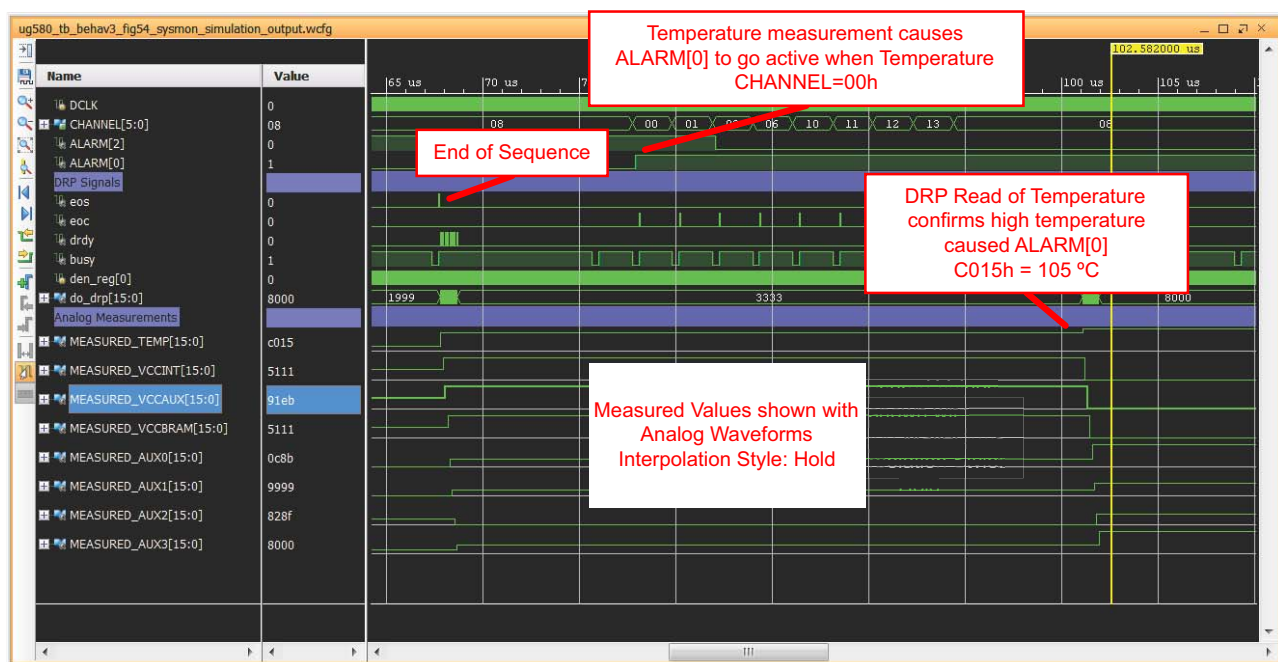 ug580_tb_behav3_fig54_sysmon_simulation_output.wcfg
Temperature measurement causes
ALARM[0] to go active when Temperature
CHANNEL=00h
102.582000 us
Name
Value
65 us
70 us
100 us
105 us
DCLK
0
CHANNEL[5:0]
08
08
00
01
06
10
11
12
13
08
ALARM[2]
0
ALARM[0]
1
End of Sequence
DRP Signals
eos
0
eoc
0
drdy
0
busy
1
den_reg[0]
0
do_drp[15:0]
8000
1999
3333
8000
DRP Read of Temperature
confirms high temperature
caused ALARM[0]
C015h = 105 ºC
Analog Measurements
MEASURED_TEMP[15:0]
c015
MEASURED_VCCINT[15:0]
5111
MEASURED_VCCAUX[15:0]
91eb
MEASURED_VCCBRAM[15:0]
5111
MEASURED_AUX0[15:0]
0c8b
MEASURED_AUX1[15:0]
9999
MEASURED_AUX2[15:0]
828f
MEASURED_AUX3[15:0]
8000
Measured Values shown with
Analog Waveforms
Interpolation Style: Hold